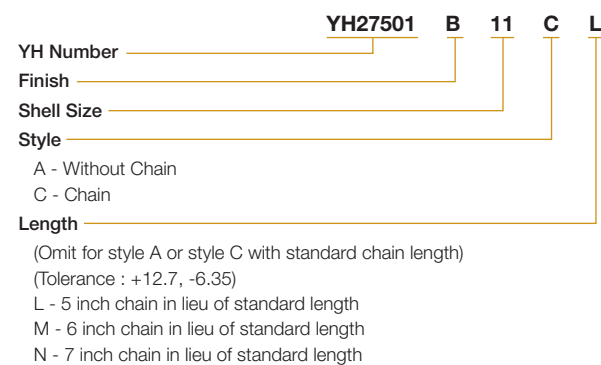 YH27501 B 11 C L
YH Number
Finish
Shell Size
Style
A - Without Chain
C - Chain
Length
(Omit for style A or style C with standard chain length)
(Tolerance : +12.7, -6.35)
L - 5 inch chain in lieu of standard length
M - 6 inch chain in lieu of standard length
N - 7 inch chain in lieu of standard length